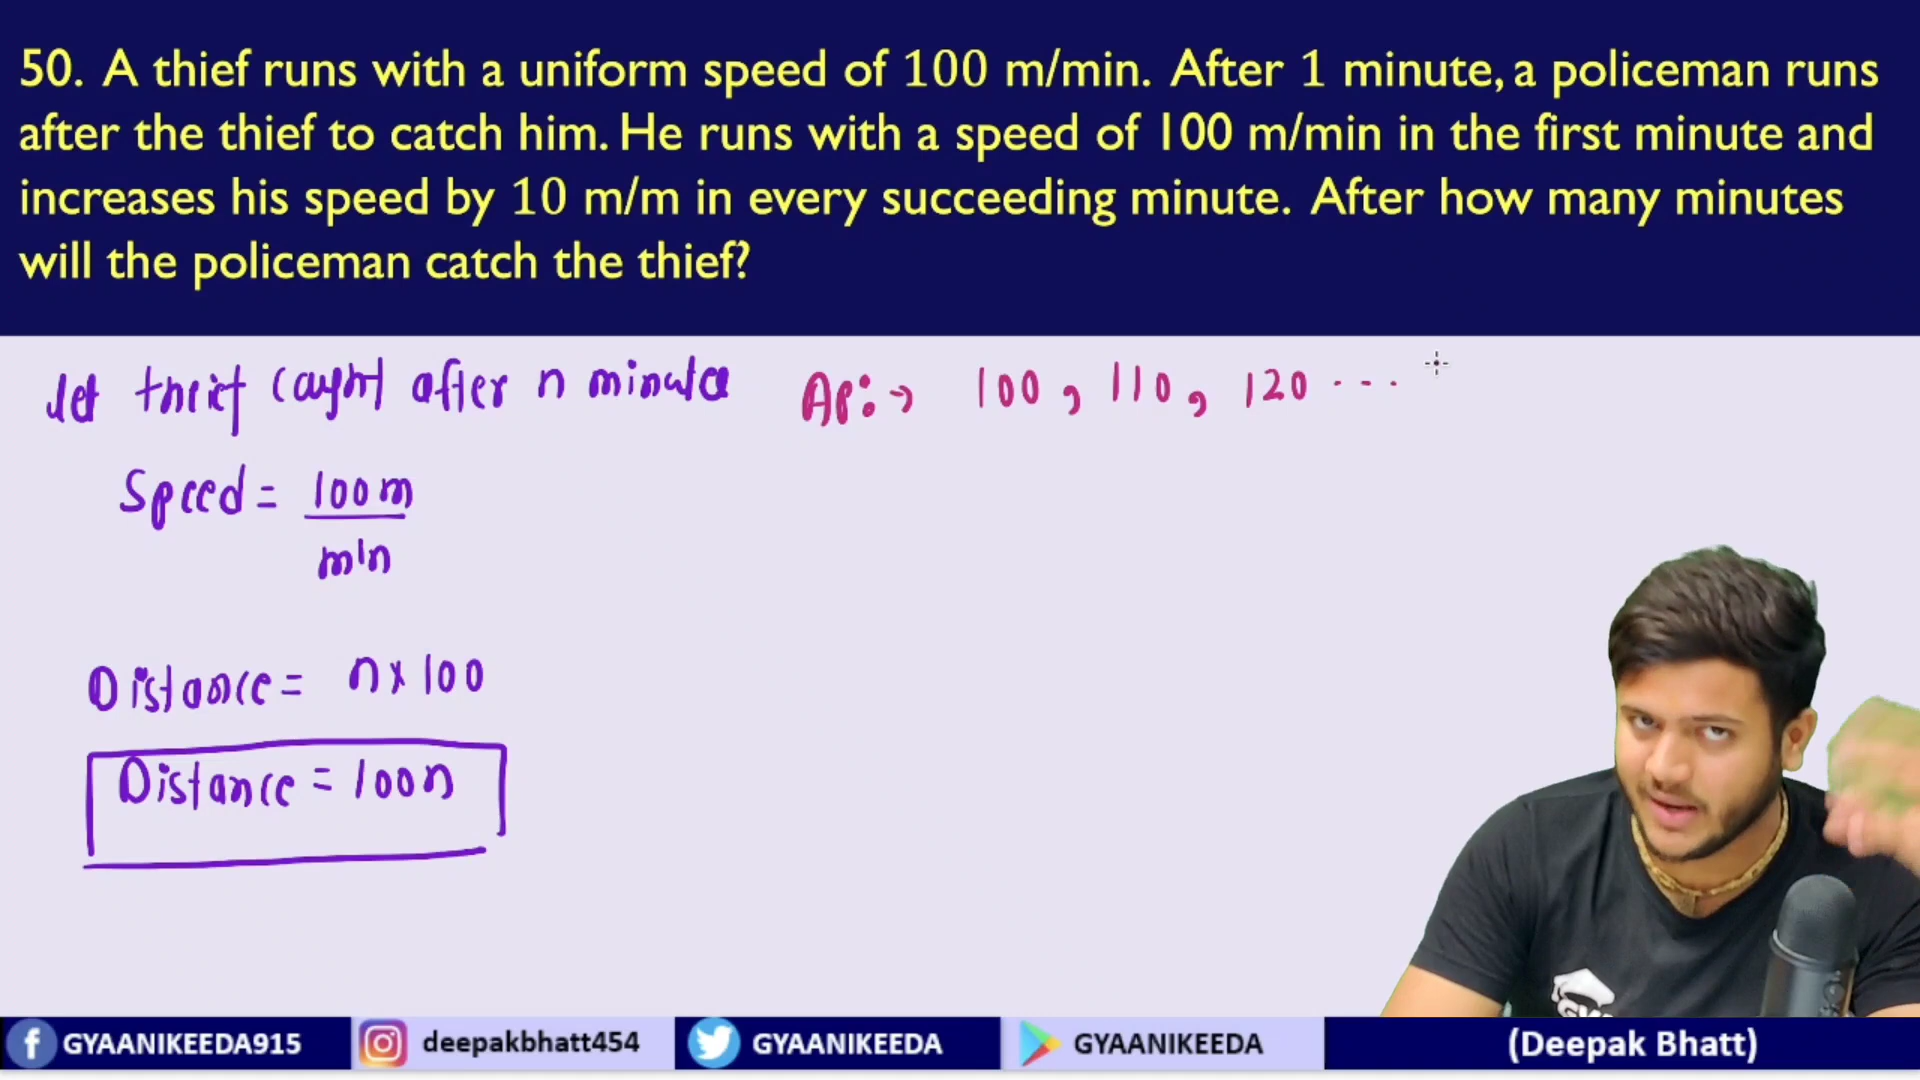 50. A thief runs with a uniform speed of 100 m/min. After 1 minute, a policeman runs
after the thief to catch him. He runs with a speed of 100 m/min in the first minute and
increases his speed by 10 m/m in every succeeding minute. After how many minutes
will the policeman catch the thief?
let thief caught after n minutes
AP:→ 100, 110, 120 ...
Speed = 100m
min
Distance = n x 100
Distance = 100n
GYAANIKEEDA915
deepakbhatt454
GYAANIKEEDA
GYAANIKEEDA
(Deepak Bhatt)